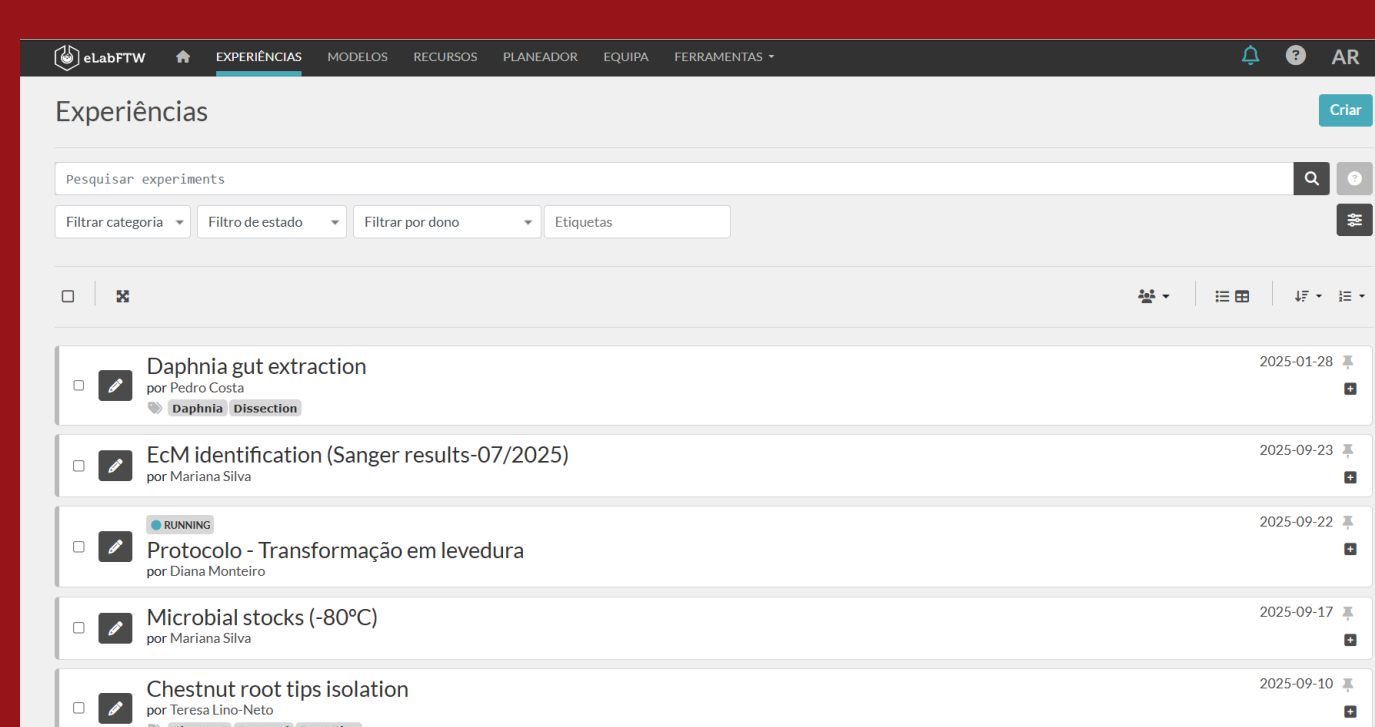 eLabFTW EXPERIÊNCIAS MODELOS RECURSOS PLANEADOR EQUIPA FERRAMENTAS AR
Experiências
Criar
Pesquisar experiments
Filtrar categoria Filtro de estado Filtrar por dono Etiquetas
Daphnia gut extraction 2025-01-28
por Pedro Costa
Daphnia Dissection
EcM identification (Sanger results-07/2025) 2025-09-23
por Mariana Silva
RUNNING 2025-09-22
Protocolo - Transformação em levedura
por Diana Monteiro
Microbial stocks (-80ºC) 2025-09-17
por Mariana Silva
Chestnut root tips isolation 2025-09-10
por Teresa Lino-Neto